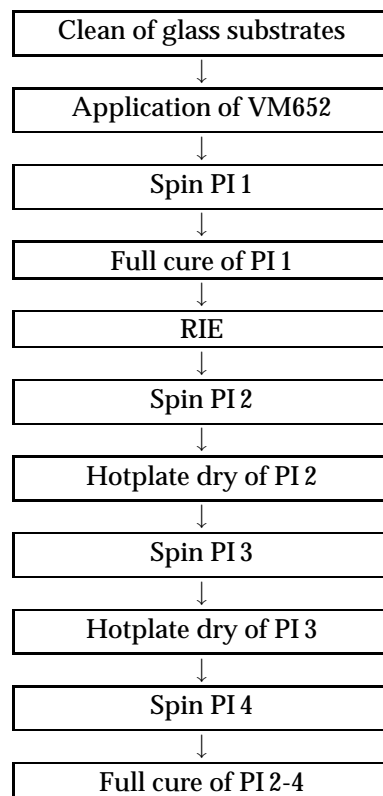 Clean of glass substrates
↓
Application of VM652
↓
Spin PI 1
↓
Full cure of PI 1
↓
RIE
↓
Spin PI 2
↓
Hotplate dry of PI 2
↓
Spin PI 3
↓
Hotplate dry of PI 3
↓
Spin PI 4
↓
Full cure of PI 2-4